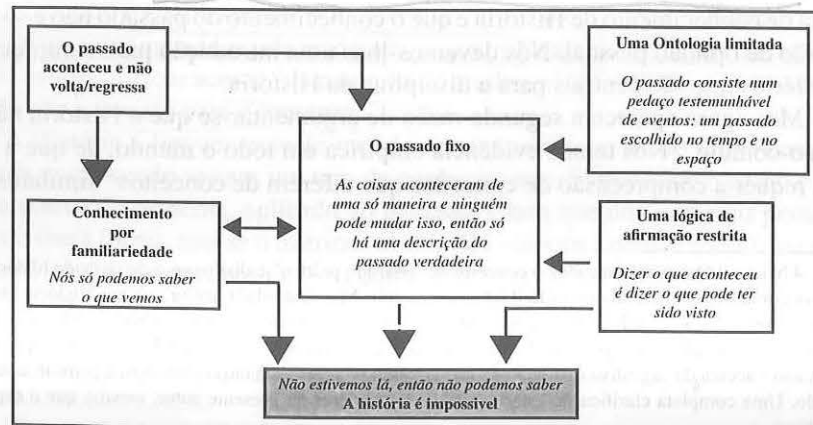 O passado
aconteceu e não
volta/regressa
Uma Ontologia limitada
O passado consiste num
pedaço testemunhável
de eventos: um passado
escolhido no tempo e no
espaço
O passado fixo
As coisas aconteceram de
uma só maneira e ninguém
pode mudar isso, então só
há uma descrição do
passado verdadeira
Conhecimento
por
familiariedade
Nós só podemos saber
o que vemos
Uma lógica de
afirmação restrita
Dizer o que aconteceu
é dizer o que pode ter
sido visto
Não estivemos lá, então não podemos saber
A história é impossível